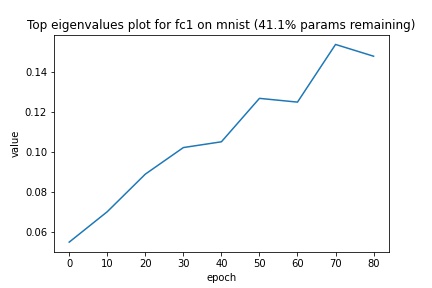 Top eigenvalues plot for fc1 on mnist (41.1% params remaining)
0.14
0.12
0.10
0.08
0.06
value
0 10 20 30 40 50 60 70 80
epoch